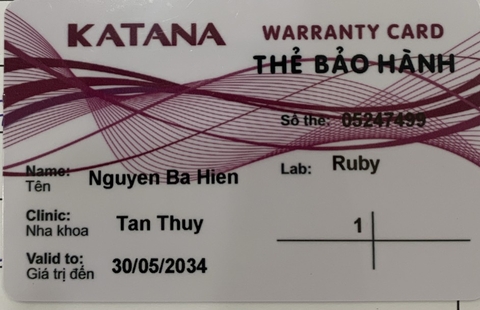 KATANA WARRANTY CARD
THẺ BẢO HÀNH
Số thẻ: 05247499
Name: Nguyen Ba Hien Lab: Ruby
Tên
Clinic: Tan Thuy
Nha khoa
1
Valid to: 30/05/2034
Giá trị đến